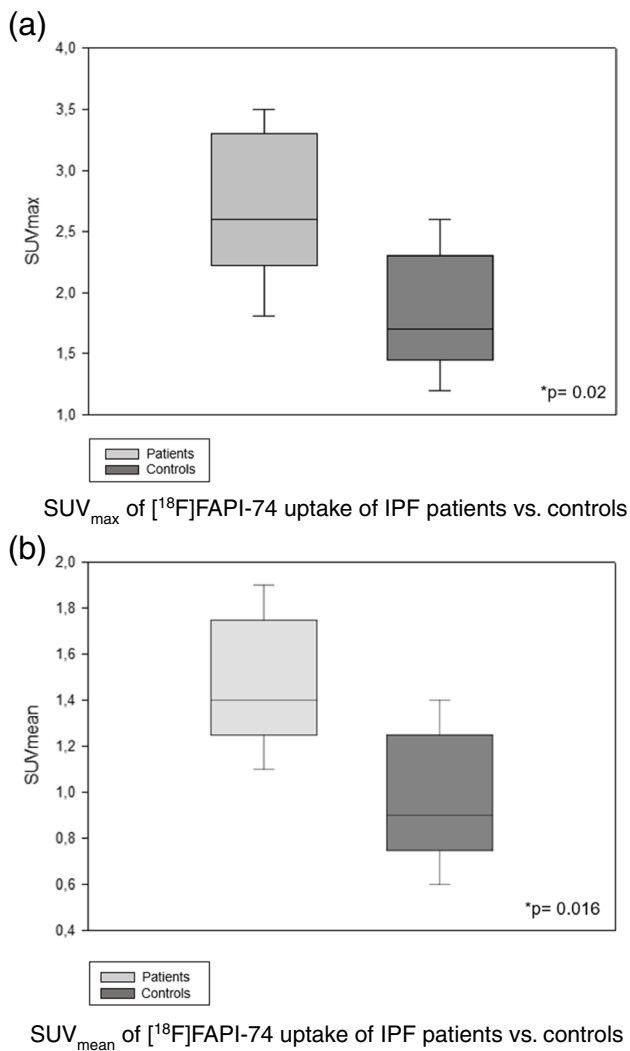 (a)
4,0
3,5
3,0
2,5
2,0
1,5
1,0
SUVmax
*p= 0.02
Patients
Controls
SUVmax of [¹⁸F]FAPI-74 uptake of IPF patients vs. controls
(b)
2,0
1,8
1,6
1,4
1,2
1,0
0,8
0,6
0,4
SUVmean
*p= 0.016
Patients
Controls
SUVmean of [¹⁸F]FAPI-74 uptake of IPF patients vs. controls